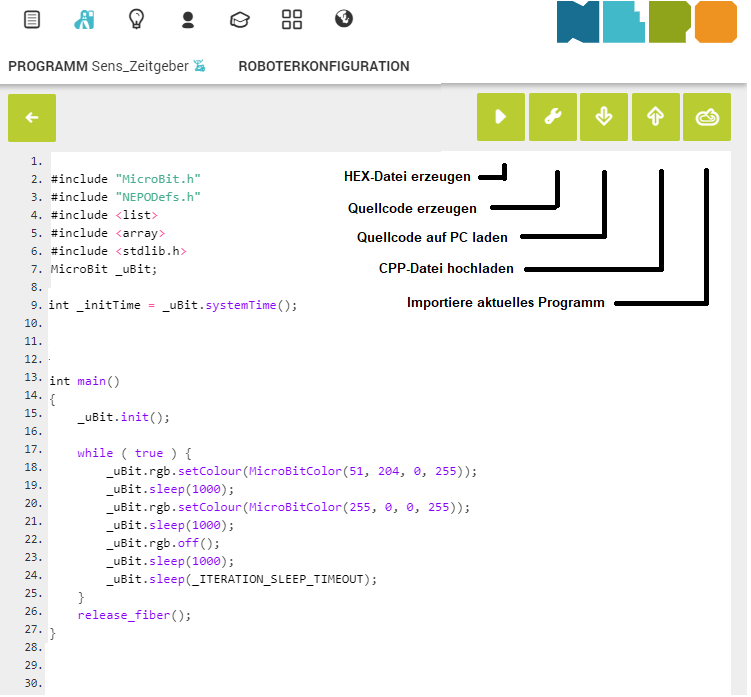 PROGRAMM Sens_Zeitgeber ROBOTERKONFIGURATION
HEX-Datei erzeugen
Quellcode erzeugen
Quellcode auf PC laden
CPP-Datei hochladen
Importiere aktuelles Programm
1.
2. #include "MicroBit.h"
3. #include "NEPODefs.h"
4. #include <list>
5. #include <array>
6. #include <stdlib.h>
7. MicroBit _uBit;
8.
9. int _initTime = _uBit.systemTime();
10.
11.
12.
13. int main()
14. {
15. _uBit.init();
16.
17. while ( true ) {
18. _uBit.rgb.setColour(MicroBitColor(51, 204, 0, 255));
19. _uBit.sleep(1000);
20. _uBit.rgb.setColour(MicroBitColor(255, 0, 0, 255));
21. _uBit.sleep(1000);
22. _uBit.rgb.off();
23. _uBit.sleep(1000);
24. _uBit.sleep(_ITERATION_SLEEP_TIMEOUT);
25. }
26. release_fiber();
27. }
28.
29.
30.